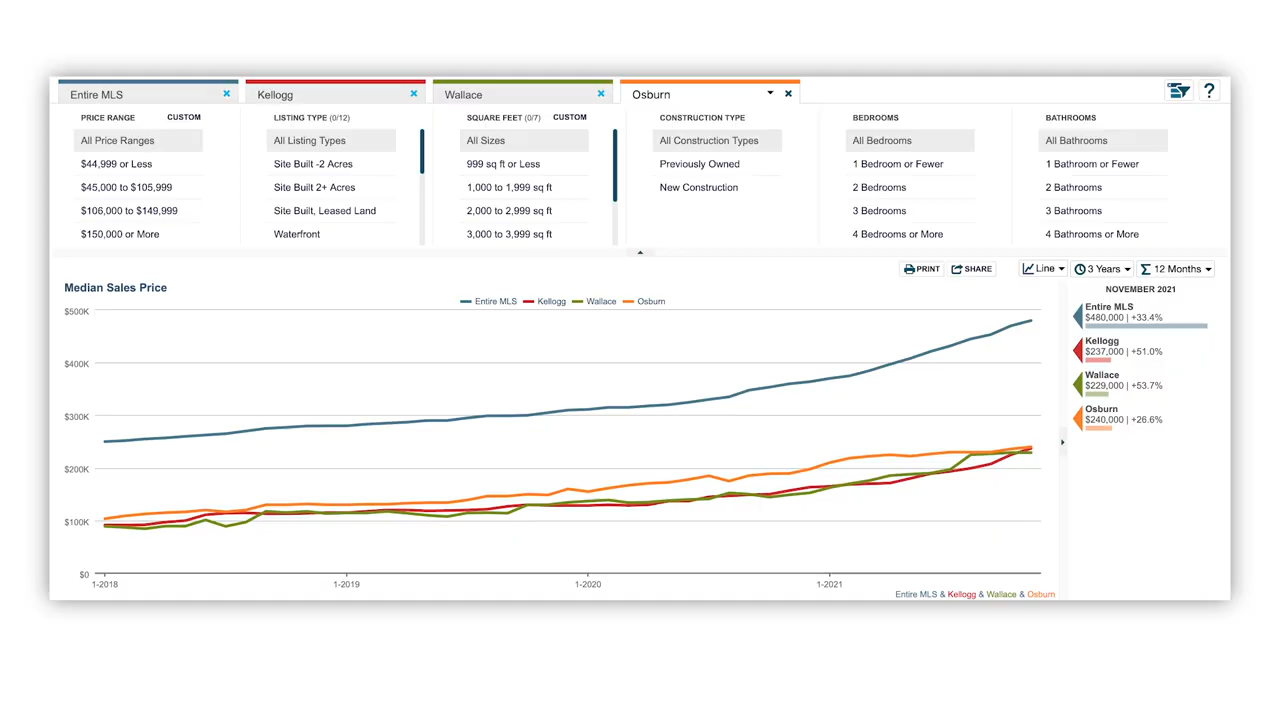 Entire MLS Kellogg Wallace Osburn ?
PRICE RANGE CUSTOM LISTING TYPE (0/12) SQUARE FEET (0/7) CUSTOM CONSTRUCTION TYPE BEDROOMS BATHROOMS
All Price Ranges All Listing Types All Sizes All Construction Types All Bedrooms All Bathrooms
$44,999 or Less Site Built -2 Acres 999 sq ft or Less Previously Owned 1 Bedroom or Fewer 1 Bathroom or Fewer
$45,000 to $105,999 Site Built 2+ Acres 1,000 to 1,999 sq ft New Construction 2 Bedrooms 2 Bathrooms
$106,000 to $149,999 Site Built, Leased Land 2,000 to 2,999 sq ft 3 Bedrooms 3 Bathrooms
$150,000 or More Waterfront 3,000 to 3,999 sq ft 4 Bedrooms or More 4 Bathrooms or More
PRINT SHARE Line 3 Years Σ 12 Months
Median Sales Price
Entire MLS Kellogg Wallace Osburn
$500K
$400K
$300K
$200K
$100K
$0
1-2018 1-2019 1-2020 1-2021
Entire MLS & Kellogg & Wallace & Osburn
NOVEMBER 2021
Entire MLS
$480,000 | +33.4%
Kellogg
$237,000 | +51.0%
Wallace
$229,000 | +53.7%
Osburn
$240,000 | +26.6%